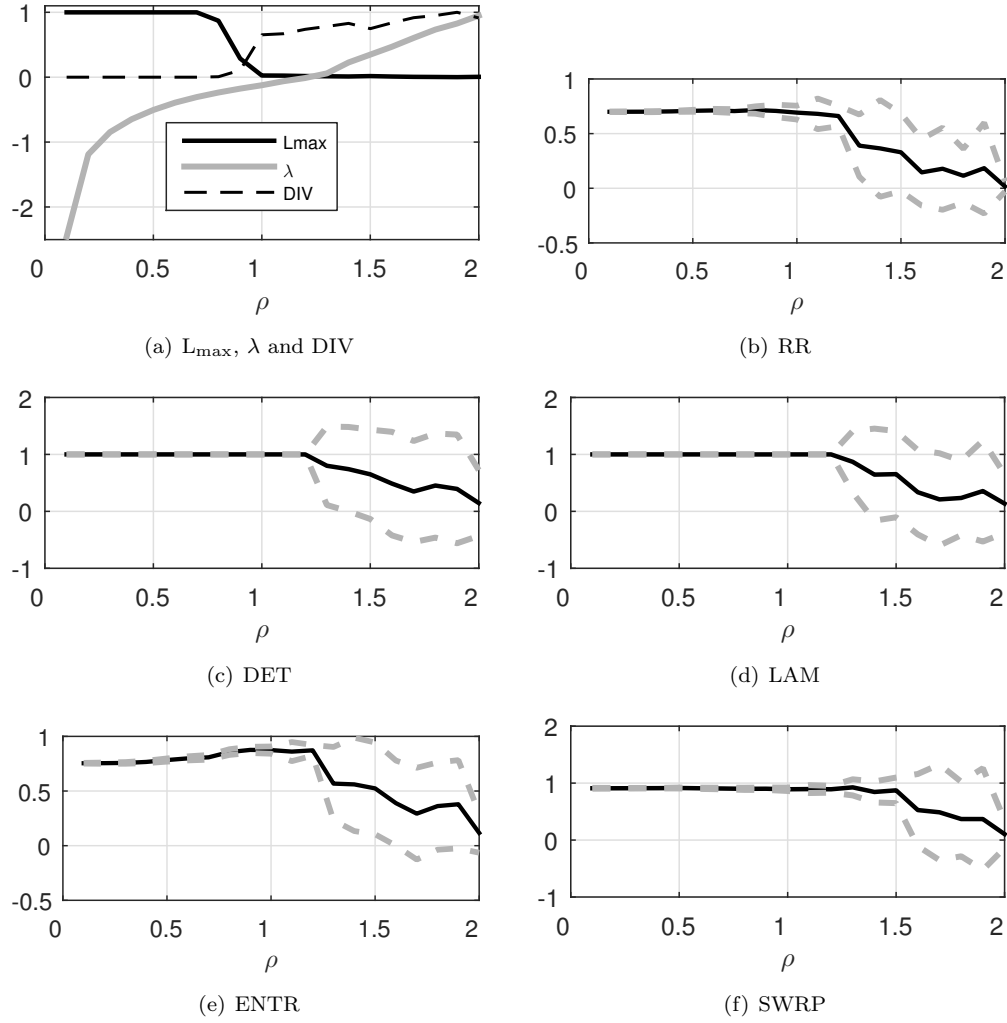 1
0
-1
-2
Lmax
λ
DIV
0 0.5 1 1.5 2
ρ
(a) Lmax, λ and DIV
1
0.5
0
-0.5
0 0.5 1 1.5 2
ρ
(b) RR
2
1
0
-1
0 0.5 1 1.5 2
ρ
(c) DET
2
1
0
-1
0 0.5 1 1.5 2
ρ
(d) LAM
1
0.5
0
-0.5
0 0.5 1 1.5 2
ρ
(e) ENTR
2
1
0
-1
0 0.5 1 1.5 2
ρ
(f) SWRP